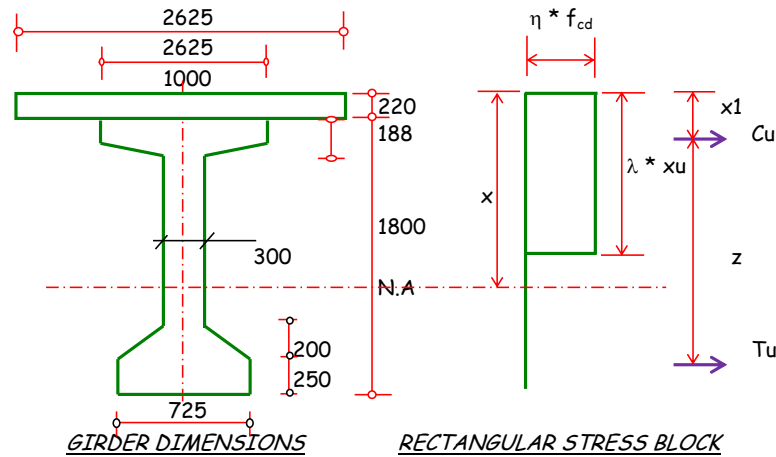 2625
2625
1000
220
188
1800
300
N.A
200
250
725
GIRDER DIMENSIONS
η * fcd
x1
Cu
λ * xu
x
z
Tu
RECTANGULAR STRESS BLOCK